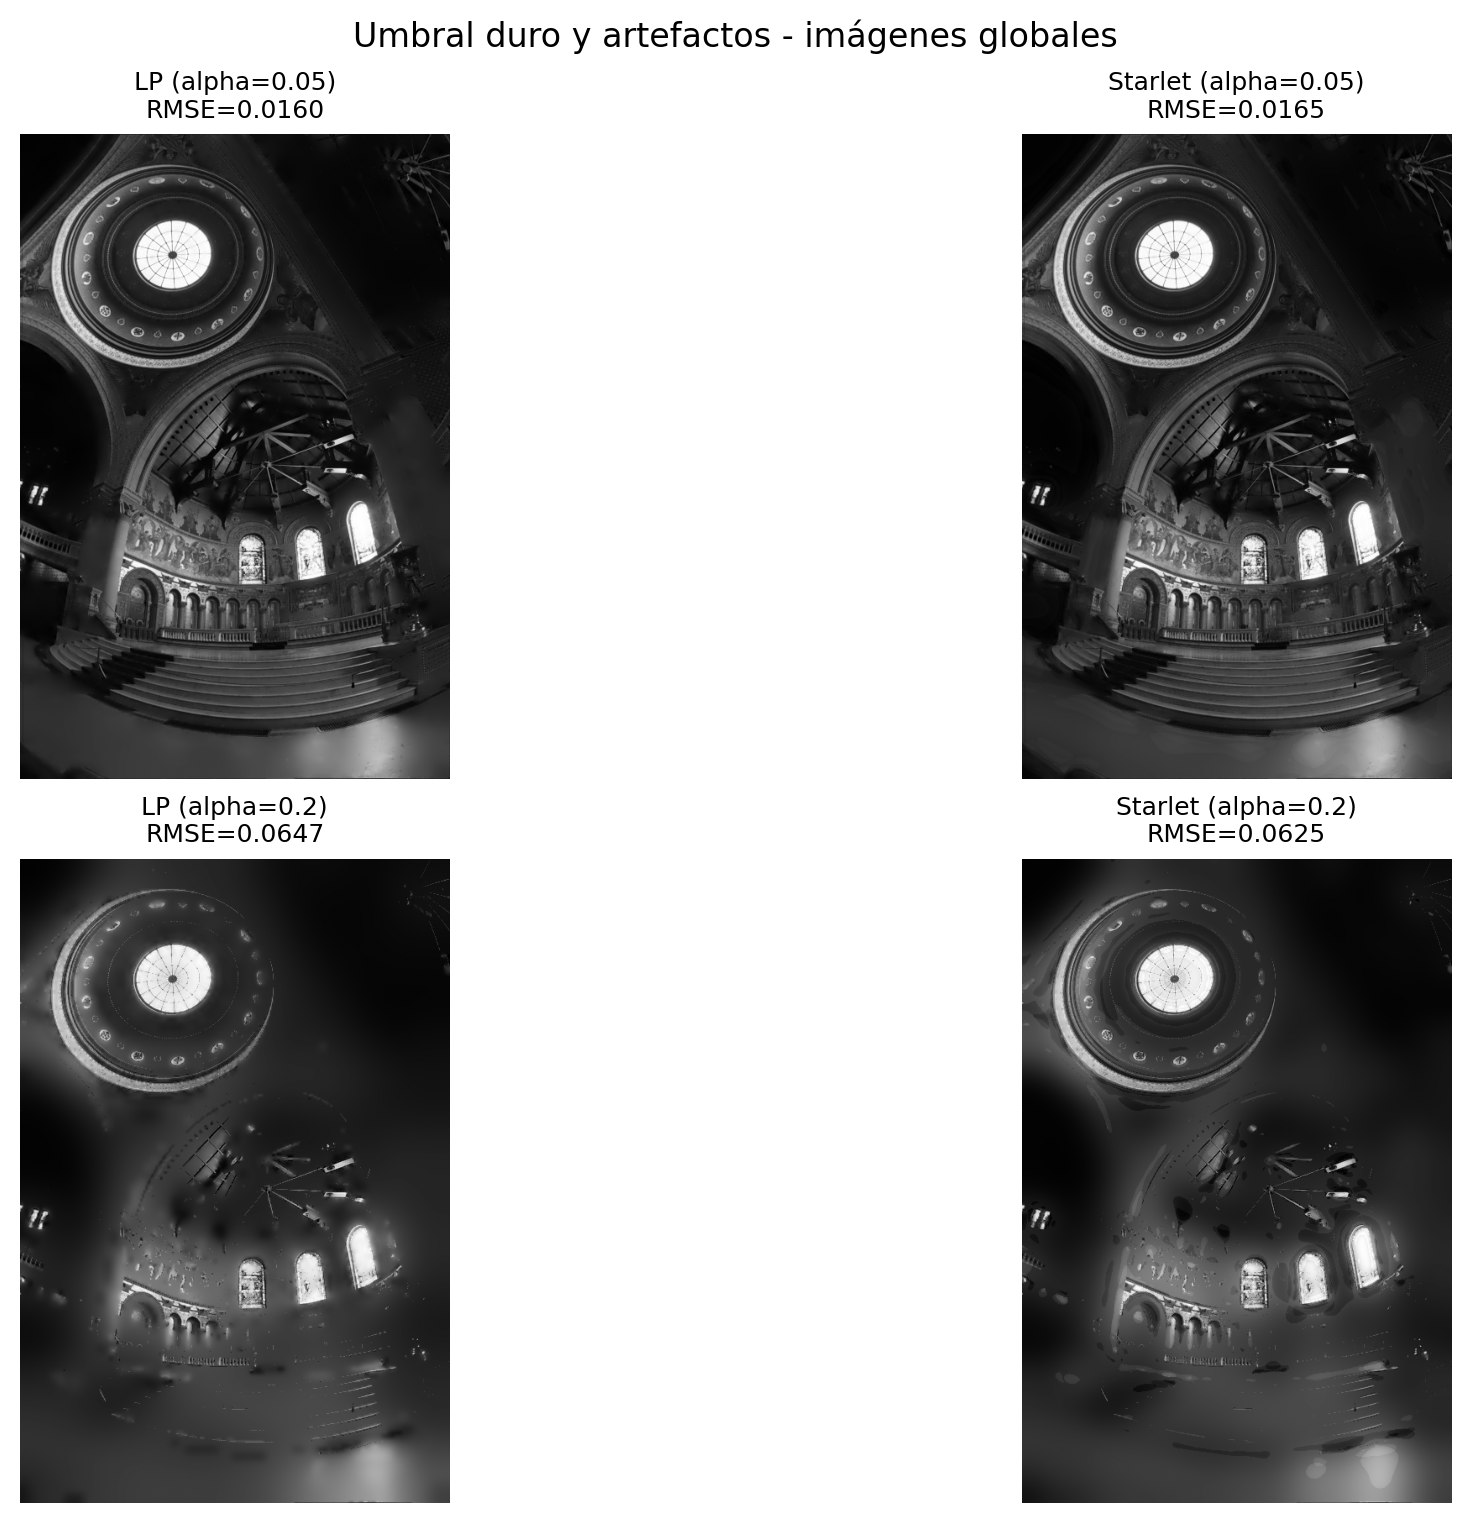 Umbral duro y artefactos - imágenes globales
LP (alpha=0.05)
RMSE=0.0160
Starlet (alpha=0.05)
RMSE=0.0165
LP (alpha=0.2)
RMSE=0.0647
Starlet (alpha=0.2)
RMSE=0.0625